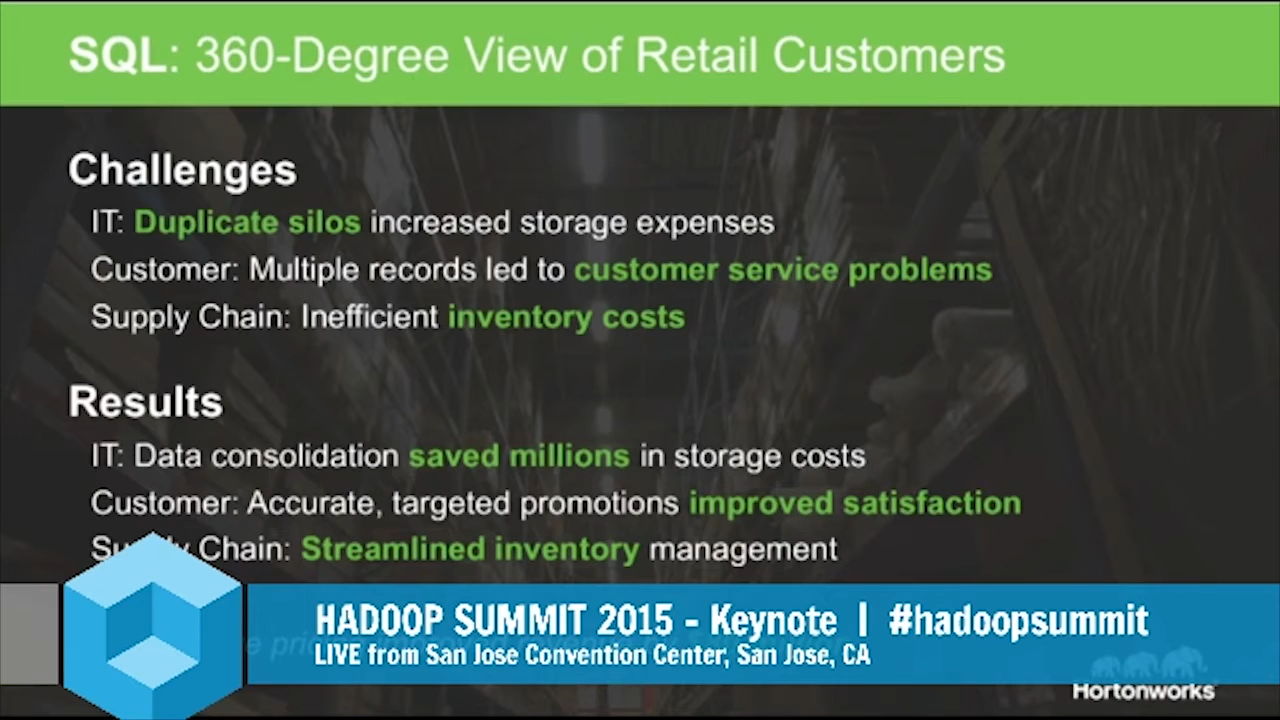 SQL: 360-Degree View of Retail Customers
Challenges
IT: Duplicate silos increased storage expenses
Customer: Multiple records led to customer service problems
Supply Chain: Inefficient inventory costs
Results
IT: Data consolidation saved millions in storage costs
Customer: Accurate, targeted promotions improved satisfaction
Supply Chain: Streamlined inventory management
HADOOP SUMMIT 2015 - Keynote | #hadoopsummit
LIVE from San Jose Convention Center, San Jose, CA
Hortonworks